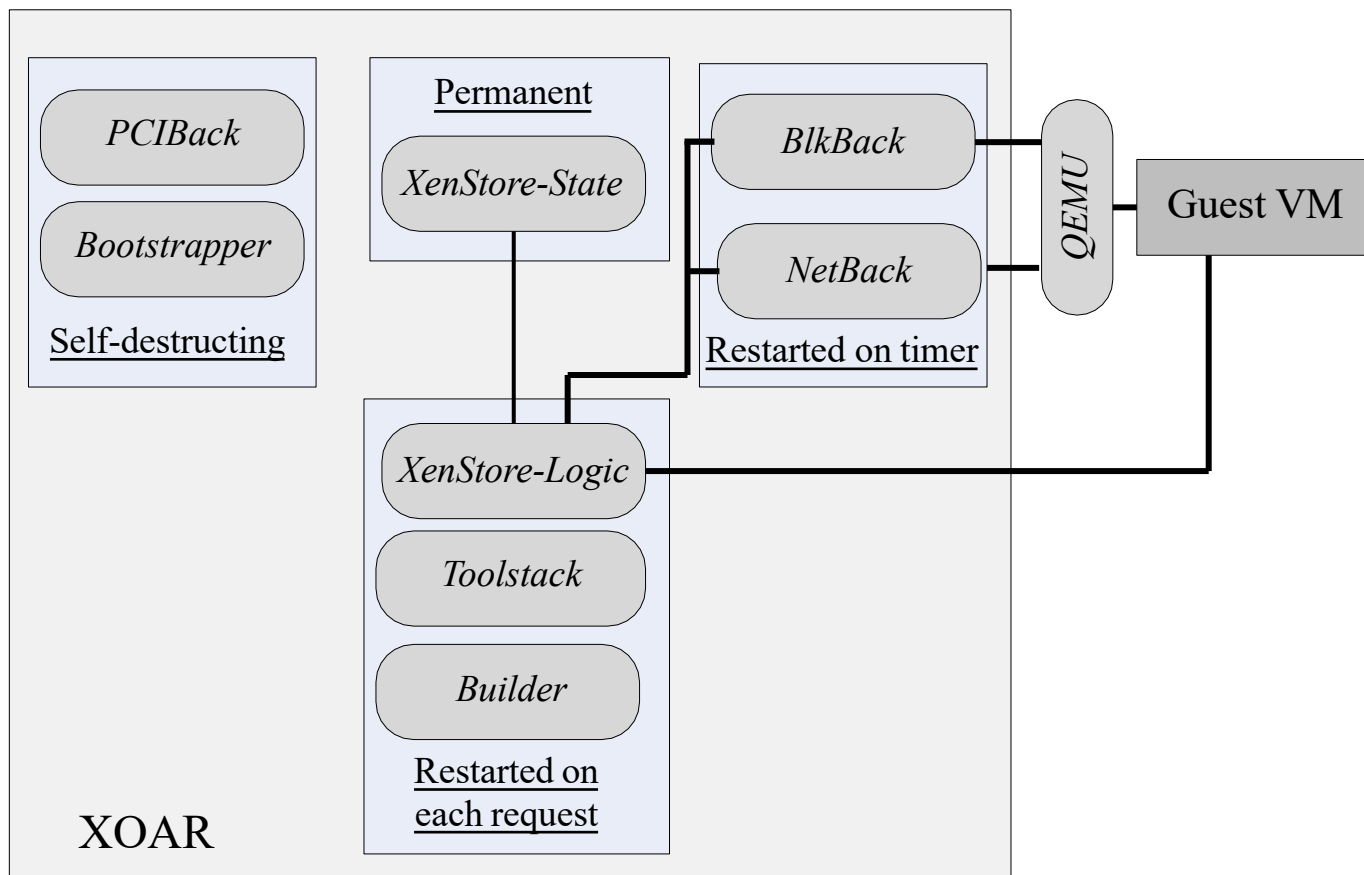 PCIBack
Bootstrapper
Self-destructing
Permanent
XenStore-State
BlkBack
NetBack
Restarted on timer
QEMU
Guest VM
XenStore-Logic
Toolstack
Builder
Restarted on
each request
XOAR